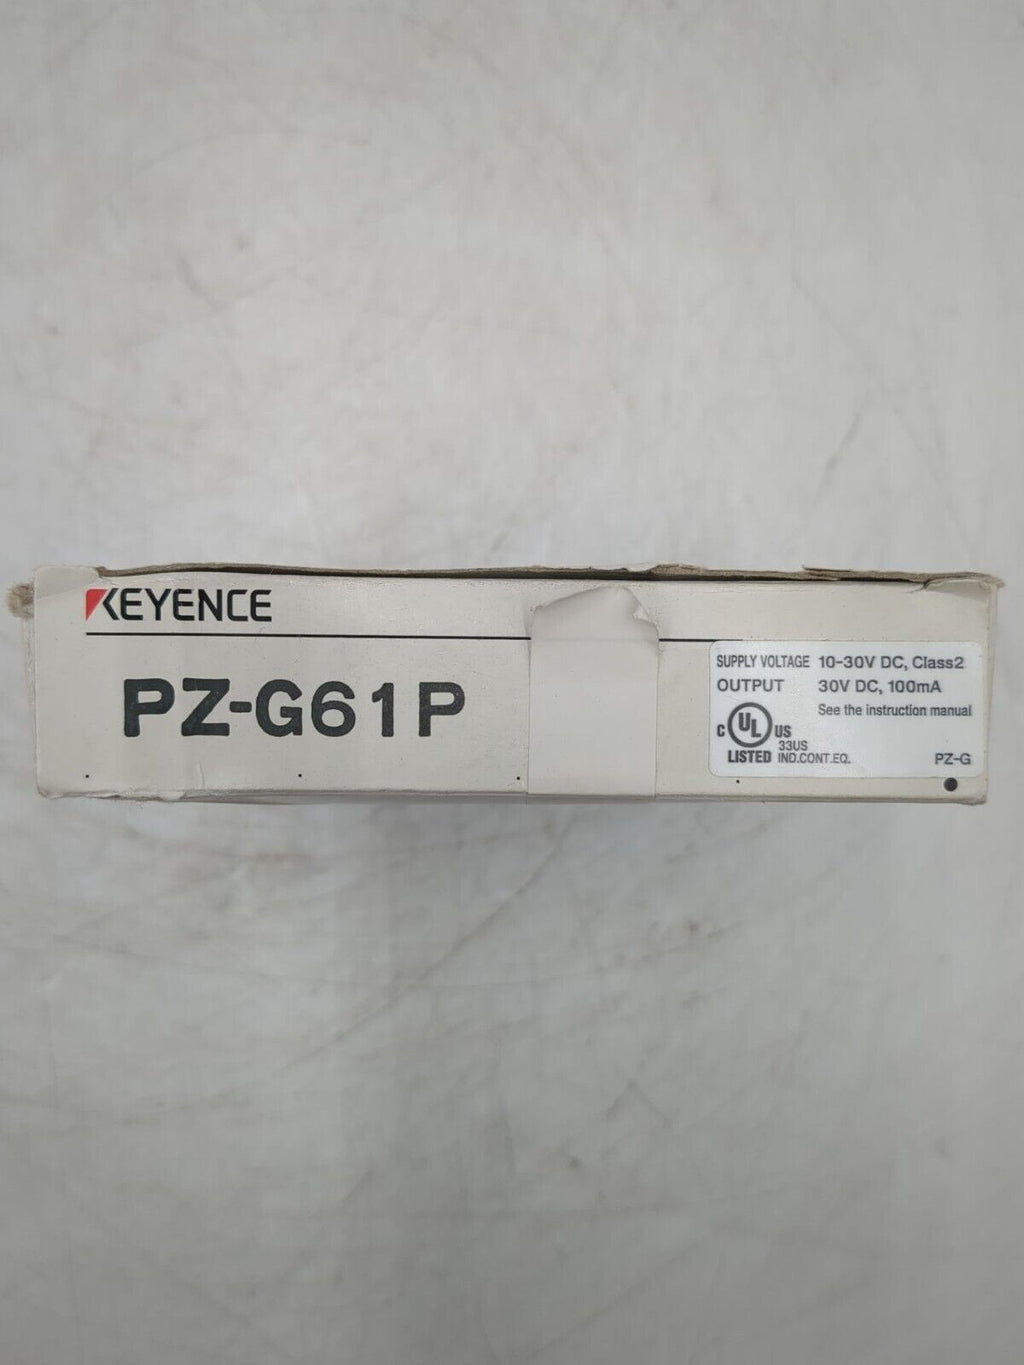 KEYENCE
PZ-G61P
SUPPLY VOLTAGE 10-30V DC, Class2
OUTPUT 30V DC, 100mA
See the instruction manual
C UL US
33US
LISTED IND.CONT.EQ.
PZ-G